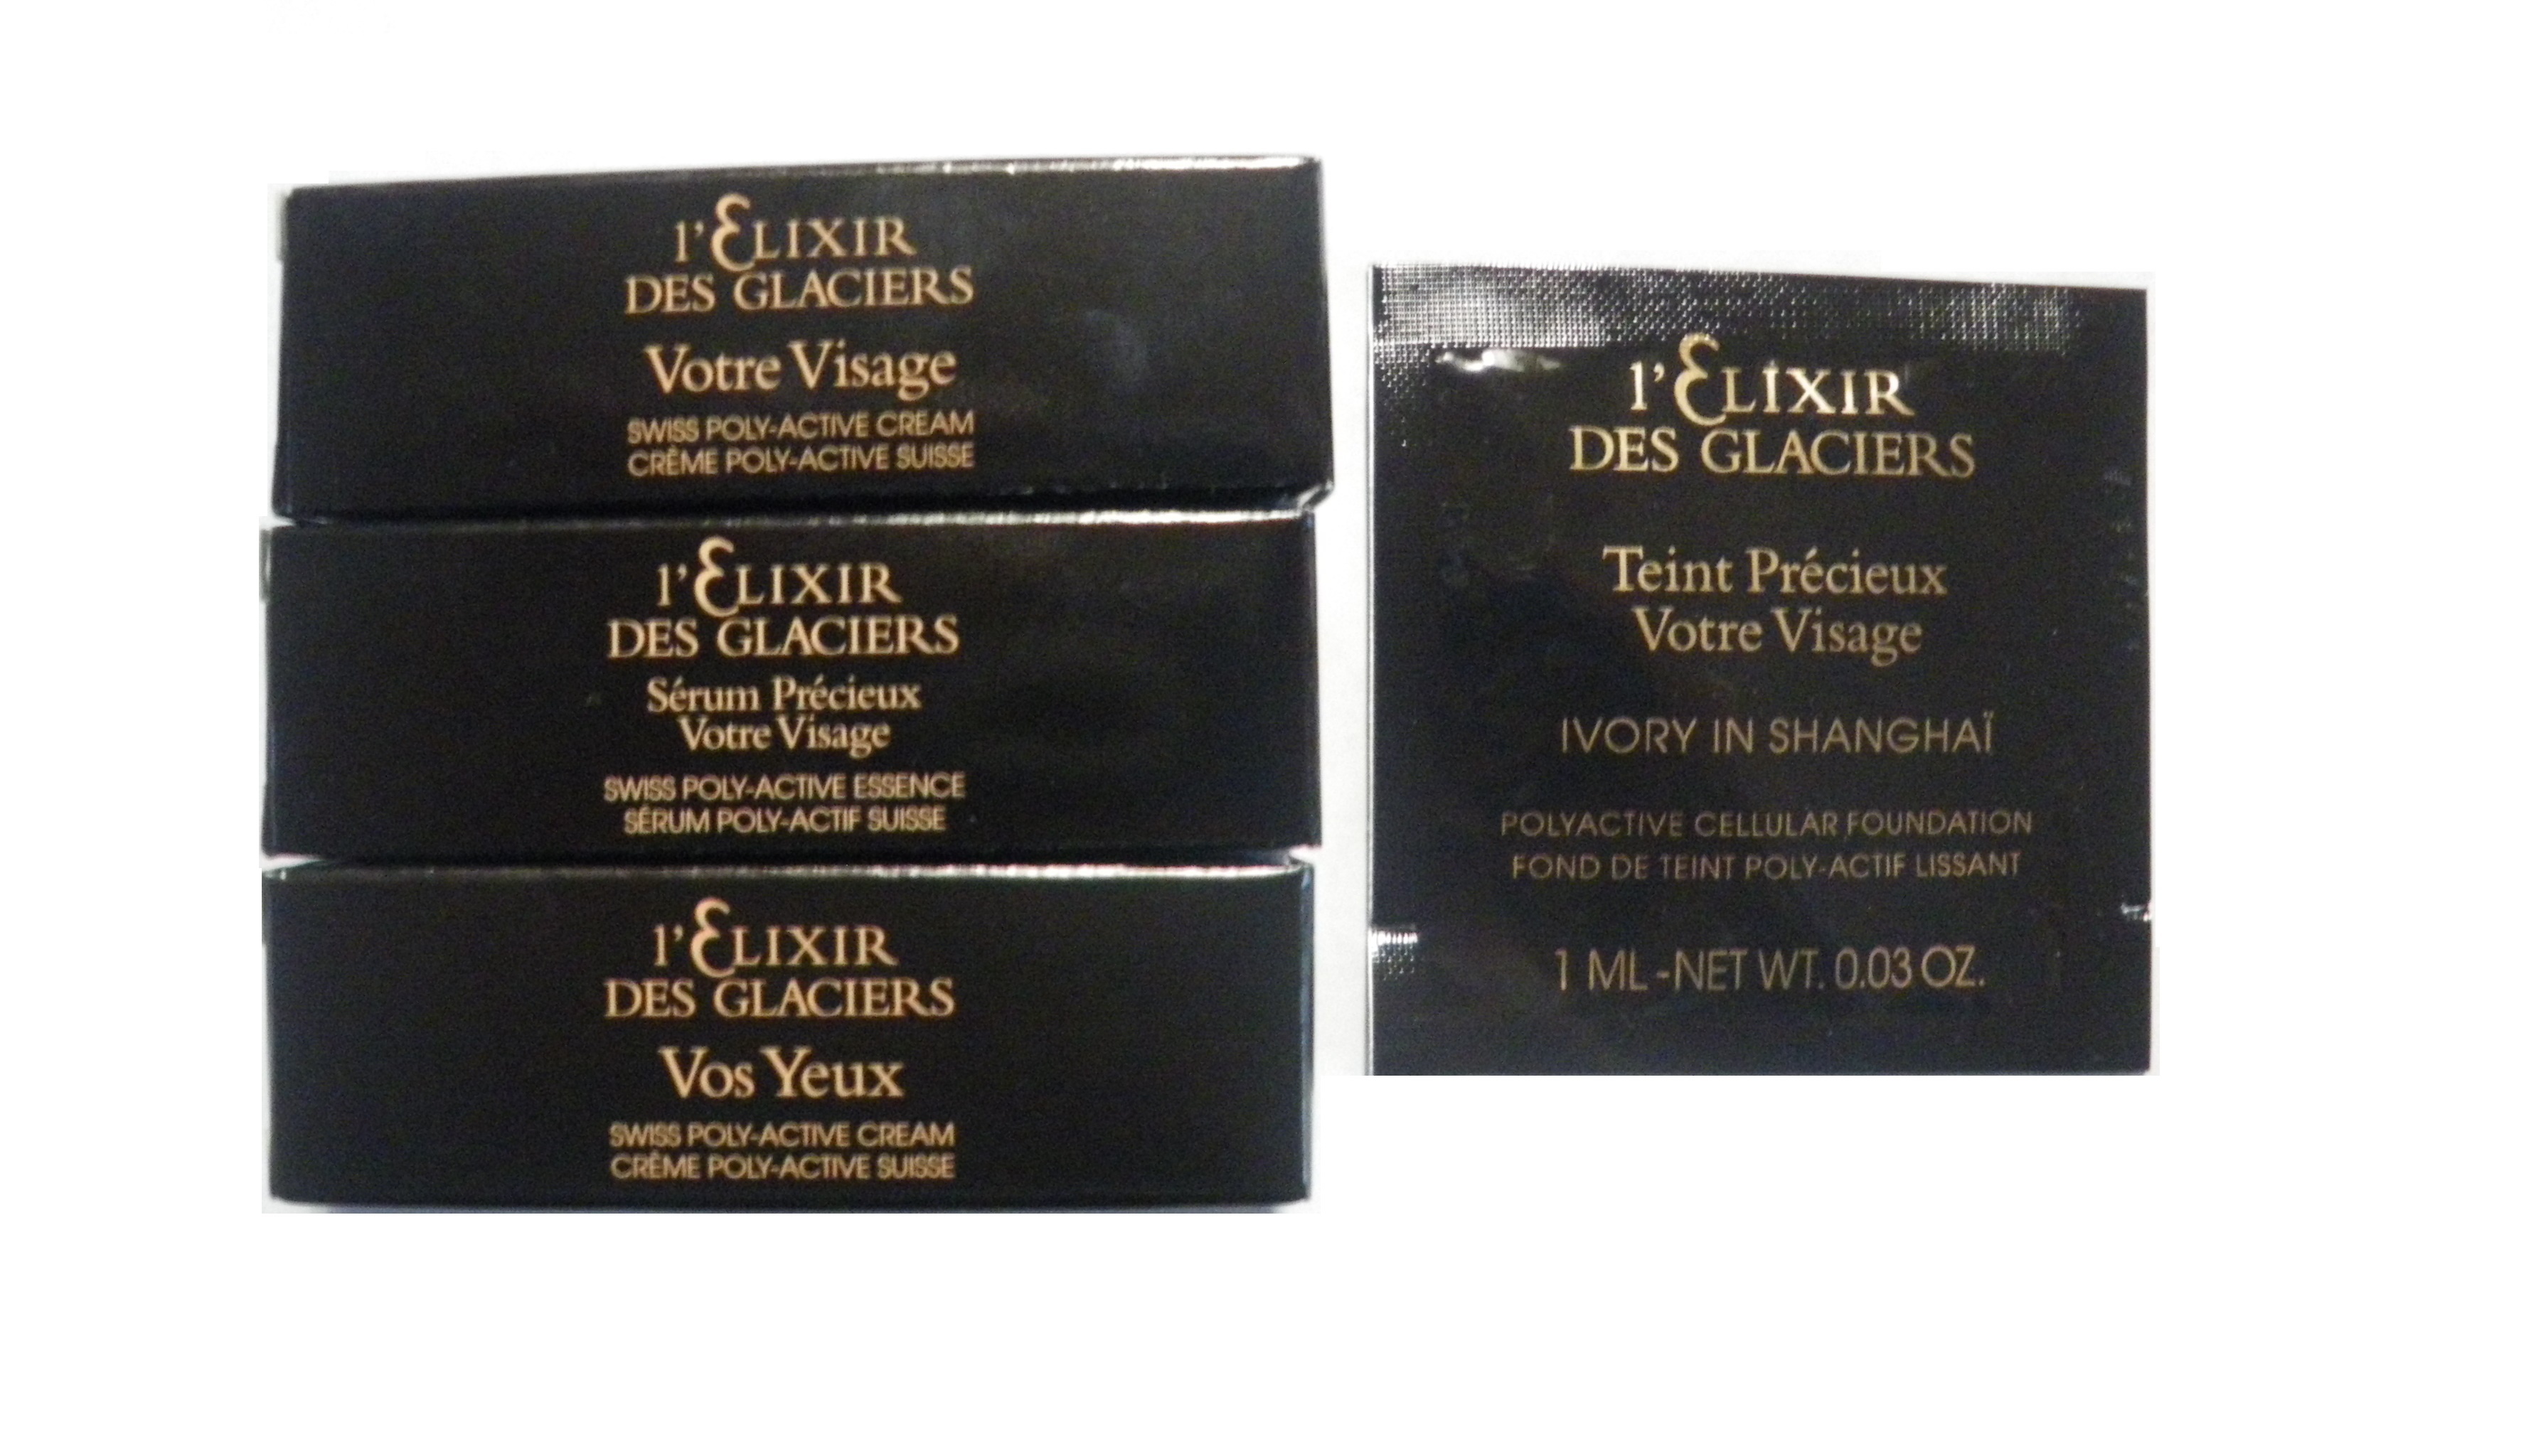 l'ELIXIR
DES GLACIERS
Votre Visage
SWISS POLY-ACTIVE CREAM
CRÈME POLY-ACTIVE SUISSE
l'ELIXIR
DES GLACIERS
Sérum Précieux
Votre Visage
SWISS POLY-ACTIVE ESSENCE
SÉRUM POLY-ACTIF SUISSE
l'ELIXIR
DES GLACIERS
Vos Yeux
SWISS POLY-ACTIVE CREAM
CRÈME POLY-ACTIVE SUISSE
l'ELIXIR
DES GLACIERS
Teint Précieux
Votre Visage
IVORY IN SHANGHAÏ
POLYACTIVE CELLULAR FOUNDATION
FOND DE TEINT POLY-ACTIF LISSANT
1 ML-NET WT. 0.03 OZ.